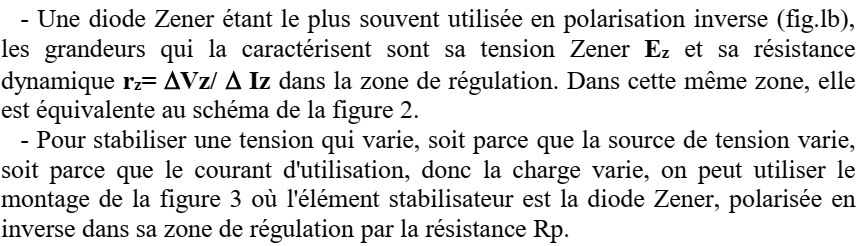 - Une diode Zener étant le plus souvent utilisée en polarisation inverse (fig.lb),
les grandeurs qui la caractérisent sont sa tension Zener Ez et sa résistance
dynamique rz= ΔVz/ Δ Iz dans la zone de régulation. Dans cette même zone, elle
est équivalente au schéma de la figure 2.
- Pour stabiliser une tension qui varie, soit parce que la source de tension varie,
soit parce que le courant d'utilisation, donc la charge varie, on peut utiliser le
montage de la figure 3 où l'élément stabilisateur est la diode Zener, polarisée en
inverse dans sa zone de régulation par la résistance Rp.